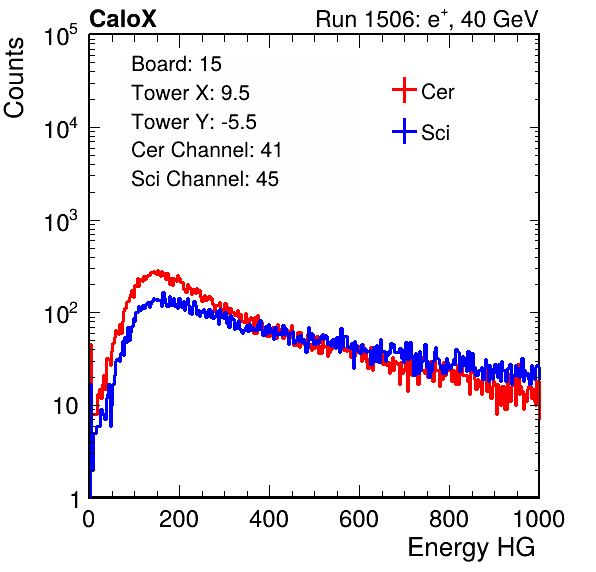 CaloX Run 1506: e⁺, 40 GeV
Counts
Board: 15
Tower X: 9.5
Tower Y: -5.5
Cer Channel: 41
Sci Channel: 45
Cer
Sci
10⁵
10⁴
10³
10²
10
1
0 200 400 600 800 1000
Energy HG